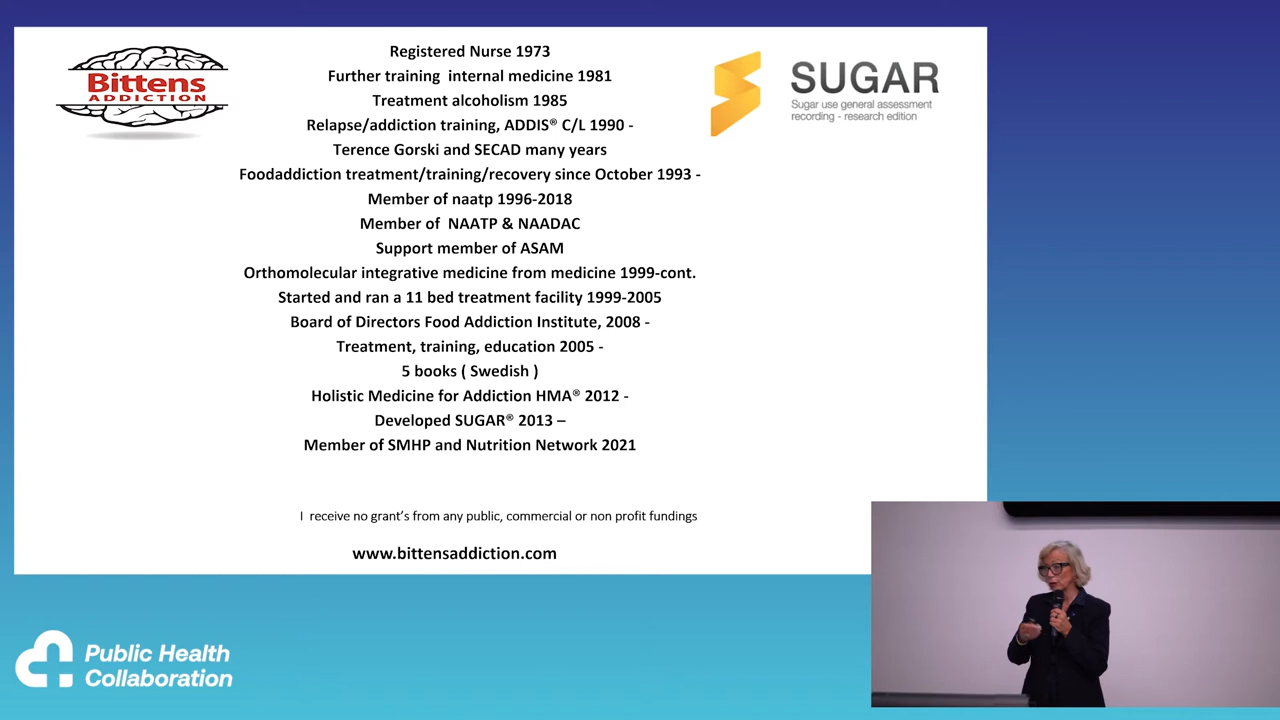 Bittens
ADDICTION
SUGAR
Sugar use general assessment
recording - research edition
Registered Nurse 1973
Further training internal medicine 1981
Treatment alcoholism 1985
Relapse/addiction training, ADDIS® C/L 1990 -
Terence Gorski and SECAD many years
Foodaddiction treatment/training/recovery since October 1993 -
Member of naatp 1996-2018
Member of NAATP & NAADAC
Support member of ASAM
Orthomolecular integrative medicine from medicine 1999-cont.
Started and ran a 11 bed treatment facility 1999-2005
Board of Directors Food Addiction Institute, 2008 -
Treatment, training, education 2005 -
5 books ( Swedish )
Holistic Medicine for Addiction HMA® 2012 -
Developed SUGAR® 2013 –
Member of SMHP and Nutrition Network 2021
I receive no grant's from any public, commercial or non profit fundings
www.bittensaddiction.com
Public Health
Collaboration